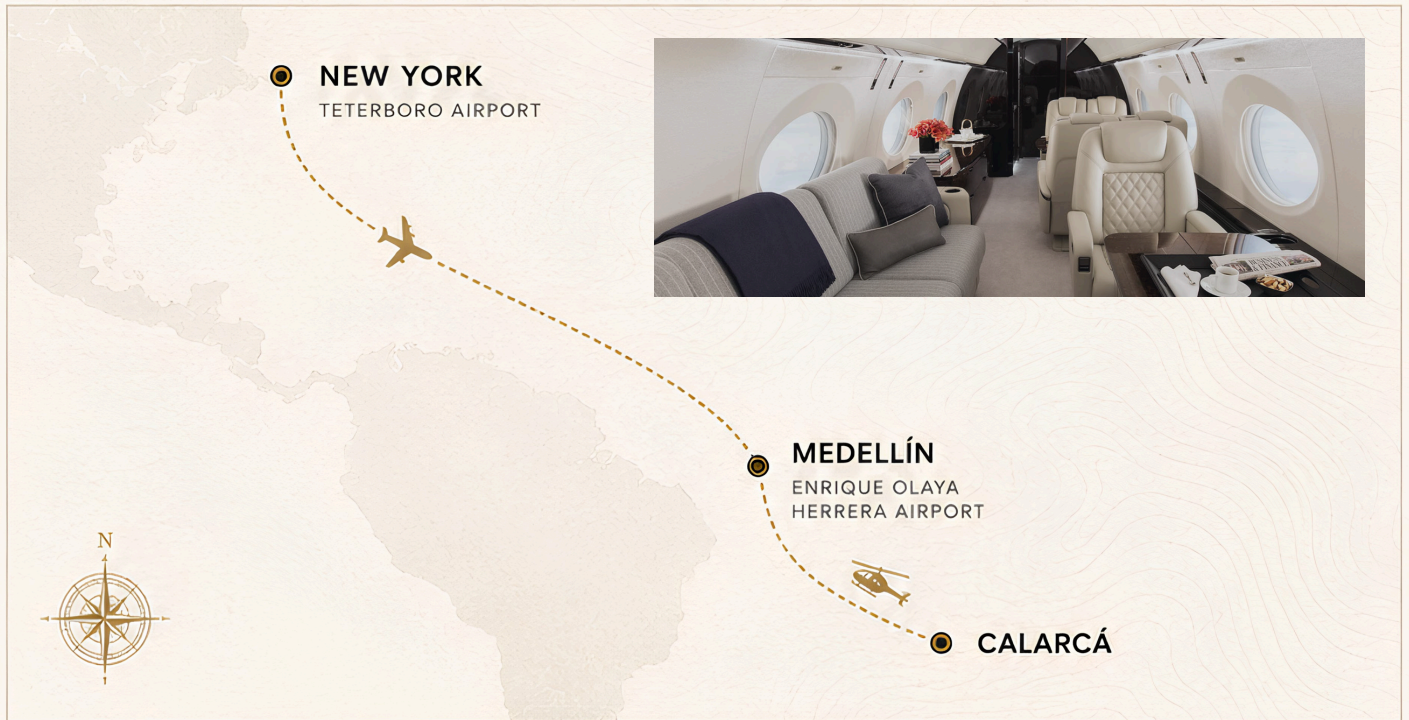 NEW YORK
TETERBORO AIRPORT
MEDELLÍN
ENRIQUE OLAYA
HERRERA AIRPORT
CALARCÁ
N